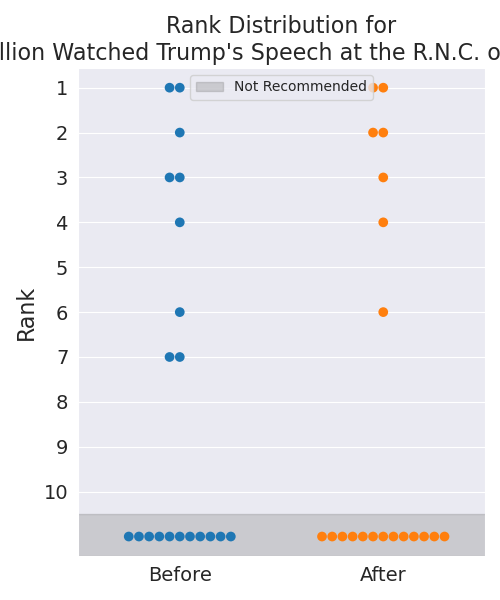 Rank Distribution for
llion Watched Trump's Speech at the R.N.C. o
Not Recommended
Rank
1
2
3
4
5
6
7
8
9
10
Before
After